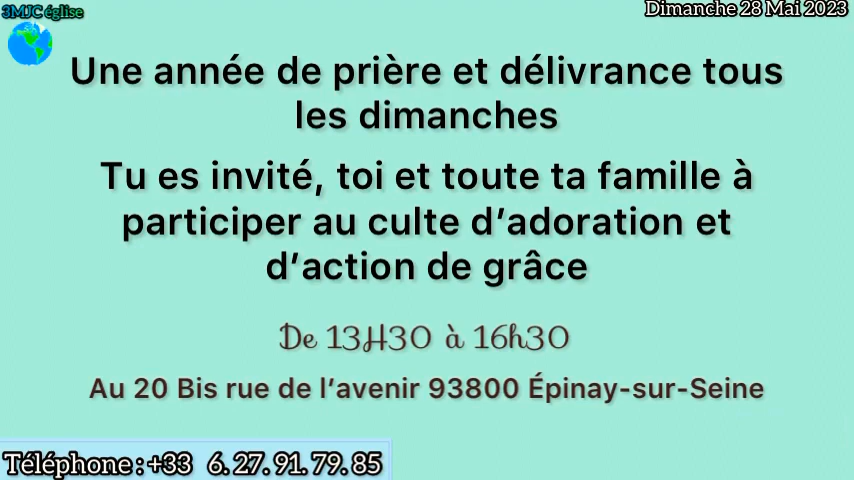 3MJC église
Dimanche 28 Mai 2023
Une année de prière et délivrance tous
les dimanches
Tu es invité, toi et toute ta famille à
participer au culte d’adoration et
d’action de grâce
De 13H30 à 16h30
Au 20 Bis rue de l’avenir 93800 Épinay-sur-Seine
Téléphone : +33 6.27.91.79.85